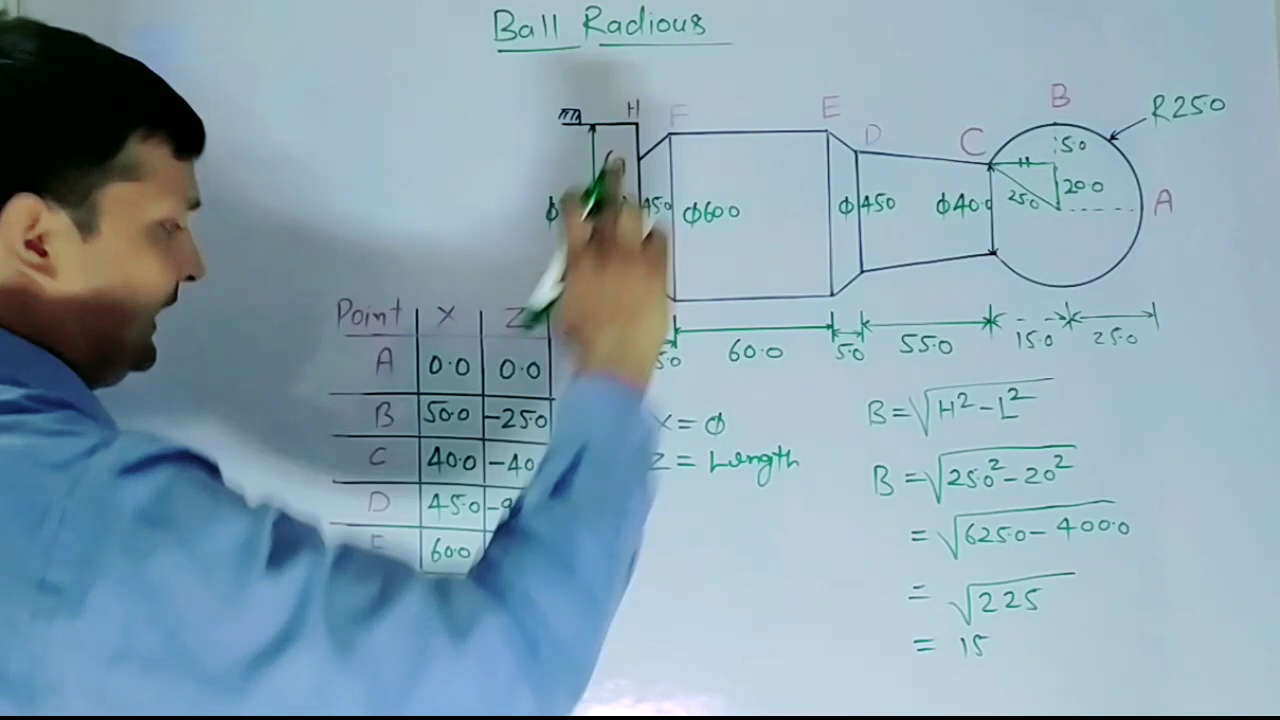 Ball Radious
H F E D C B R25.0
5.0
20.0
25.0
A
ϕ 45.0 ϕ60.0 ϕ45.0 ϕ40.0
5.0 60.0 5.0 55.0 15.0 25.0
Point X Z
A 0.0 0.0
B 50.0 -25.0
C 40.0 -40
D 45.0
E 60.0
X = ϕ
Z = Length
B = √H² - L²
B = √25.0² - 20²
= √625.0 - 400.0
= √225
= 15